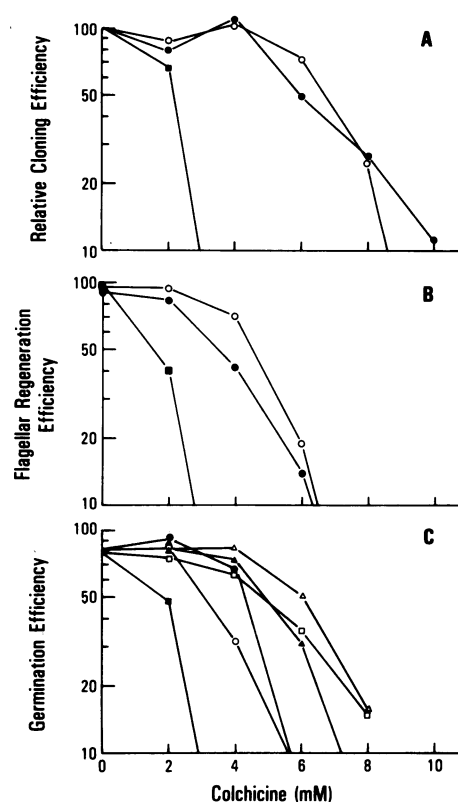 A
Relative Cloning Efficiency
100
50
20
10
B
Flagellar Regeneration
Efficiency
100
50
20
10
C
Germination Efficiency
100
50
20
10
0 2 4 6 8 10
Colchicine (mM)